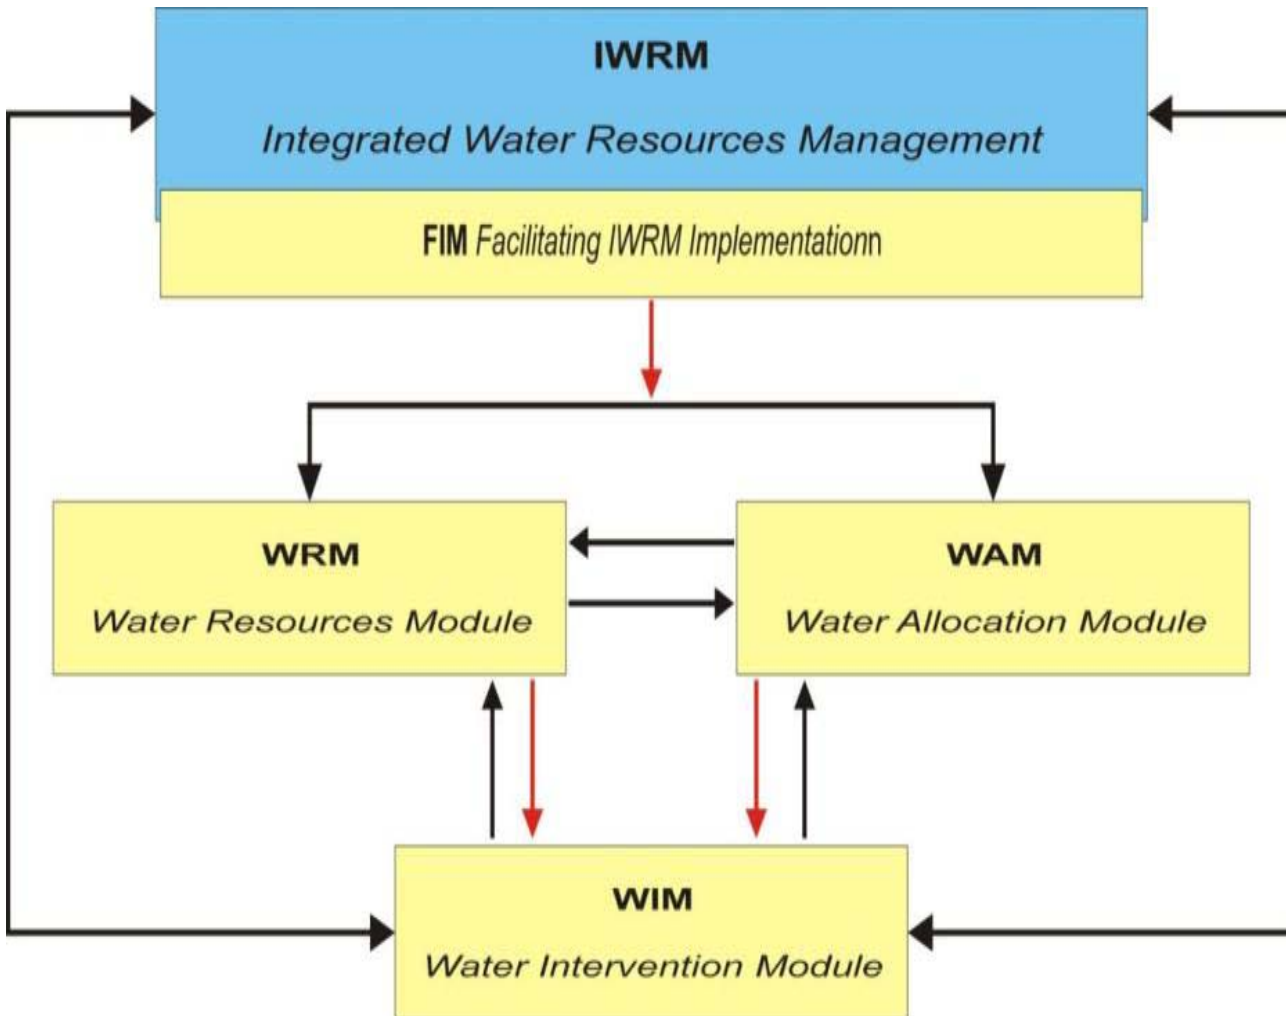 IWRM
Integrated Water Resources Management
FIM Facilitating IWRM Implementationn
WRM
Water Resources Module
WAM
Water Allocation Module
WIM
Water Intervention Module